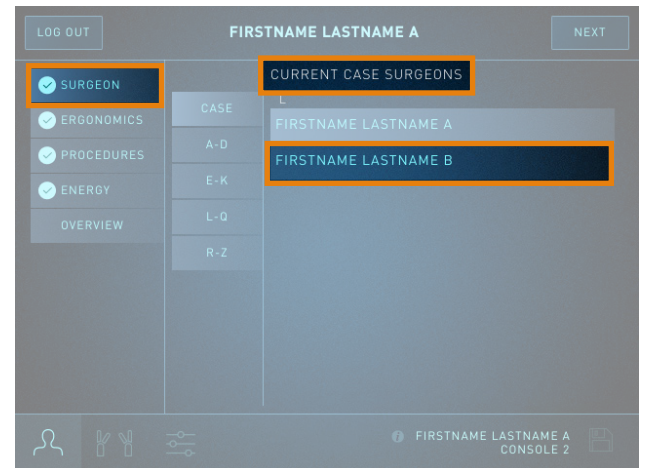 LOG OUT
FIRSTNAME LASTNAME A
NEXT
SURGEON
ERGONOMICS
PROCEDURES
ENERGY
OVERVIEW
CASE
A-D
E-K
L-Q
R-Z
CURRENT CASE SURGEONS
L
FIRSTNAME LASTNAME A
FIRSTNAME LASTNAME B
FIRSTNAME LASTNAME A
CONSOLE 2